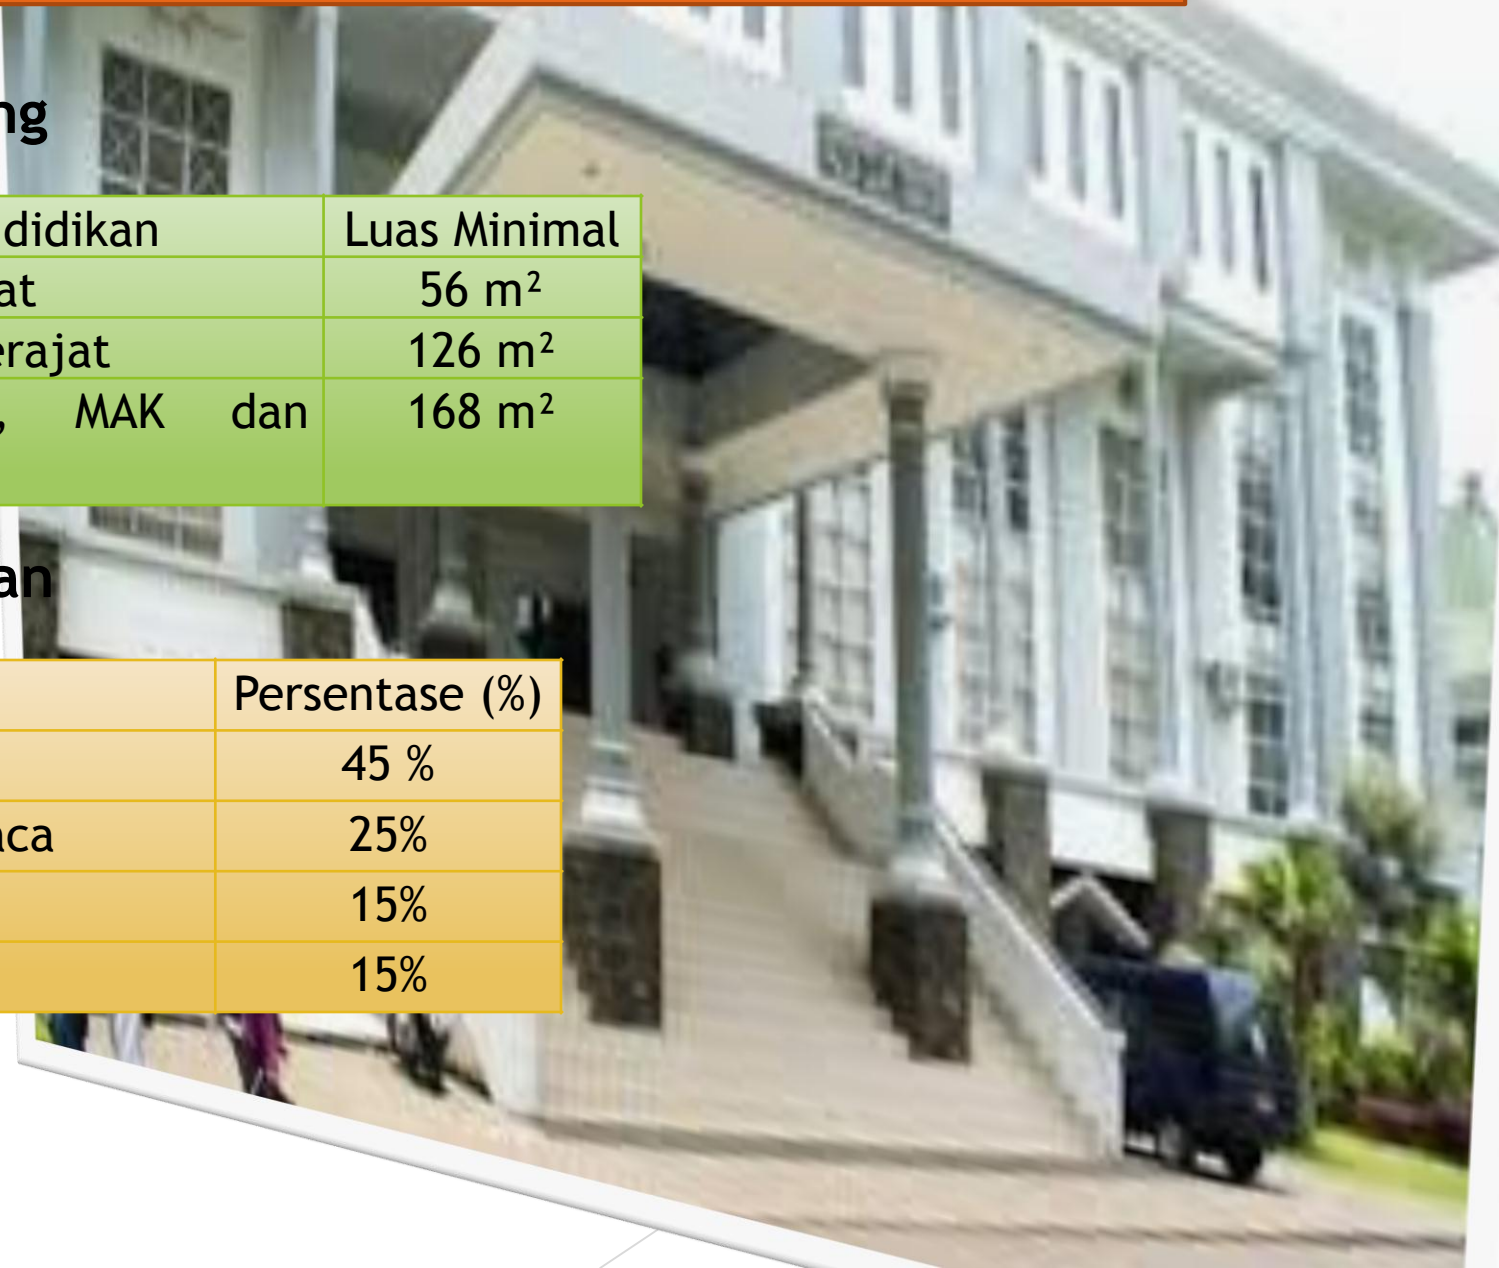 ng
didikan Luas Minimal
at 56 m²
erajat 126 m²
, MAK dan 168 m²
an
Persentase (%)
45 %
aca 25%
15%
15%